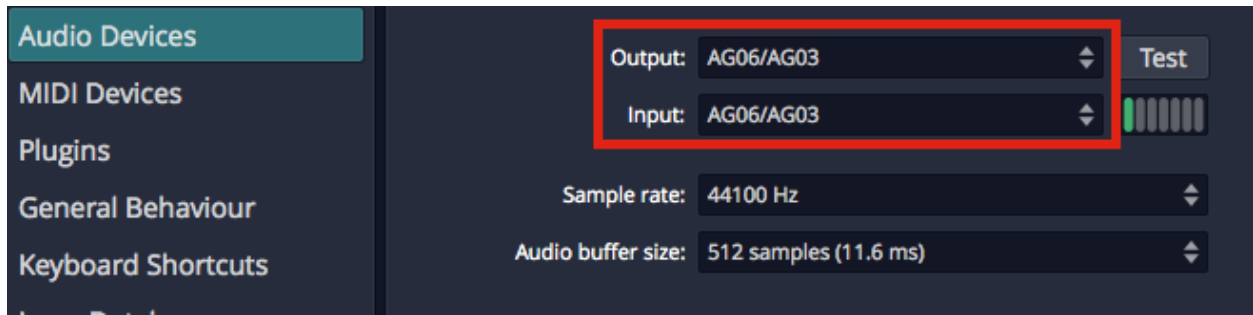 Audio Devices
MIDI Devices
Plugins
General Behaviour
Keyboard Shortcuts
Output: AG06/AG03 Test
Input: AG06/AG03
Sample rate: 44100 Hz
Audio buffer size: 512 samples (11.6 ms)